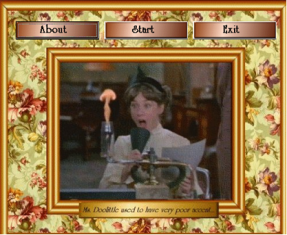 About
Start
Exit
Ms. Doolittle used to have very poor accent.